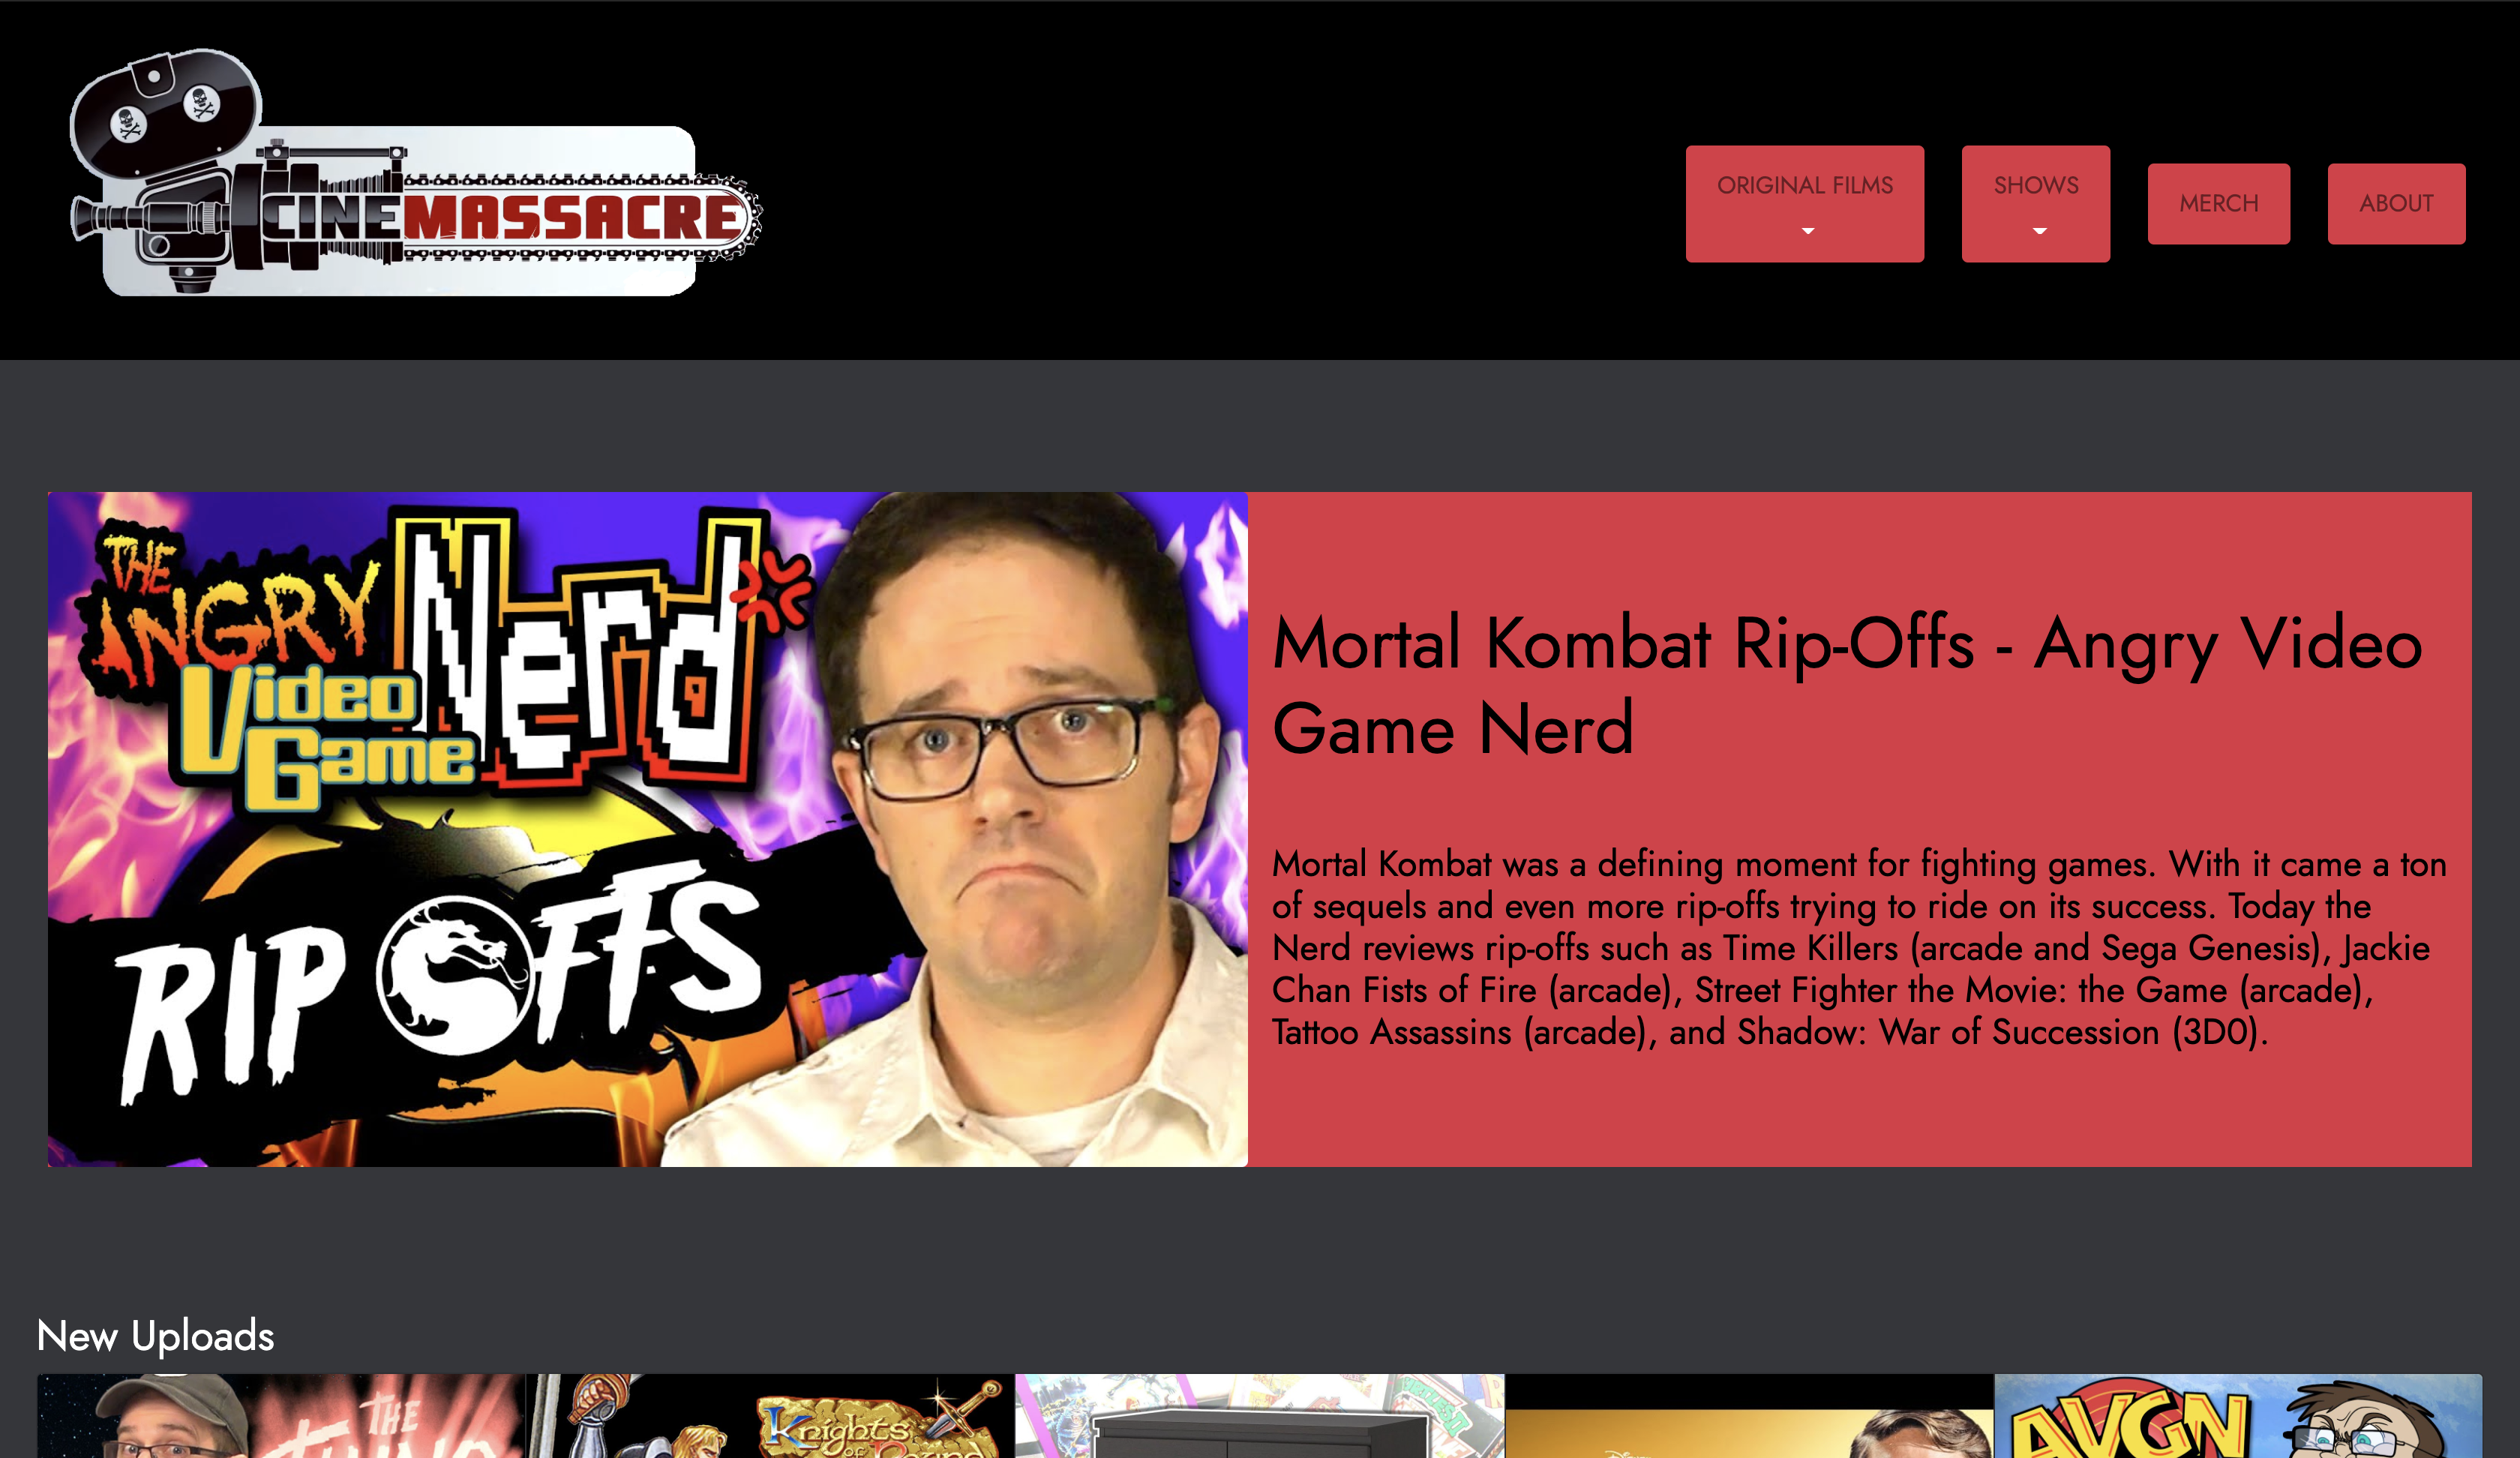 CINEMASSACRE
ORIGINAL FILMS
SHOWS
MERCH
ABOUT
THE
ANGRY
Video
Game
Nerd
RIP OFFS
Mortal Kombat Rip-Offs - Angry Video
Game Nerd
Mortal Kombat was a defining moment for fighting games. With it came a ton
of sequels and even more rip-offs trying to ride on its success. Today the
Nerd reviews rip-offs such as Time Killers (arcade and Sega Genesis), Jackie
Chan Fists of Fire (arcade), Street Fighter the Movie: the Game (arcade),
Tattoo Assassins (arcade), and Shadow: War of Succession (3D0).
New Uploads
THE
Knights
OF
AVGN